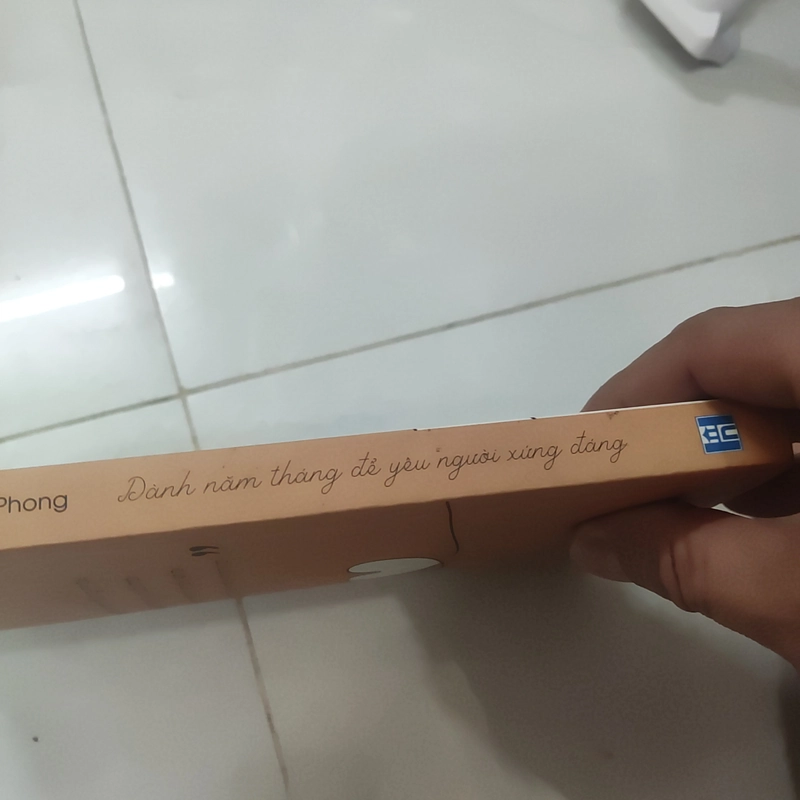 Phong
Dành năm tháng để yêu người xứng đáng